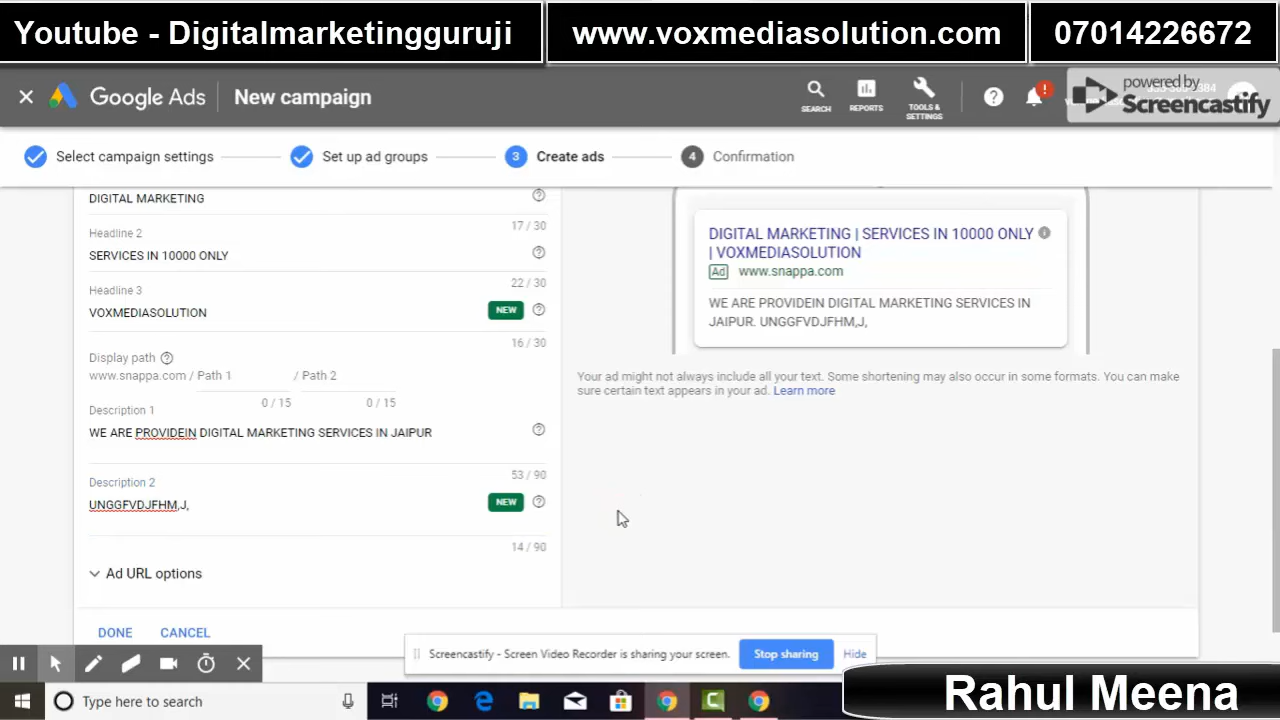 Youtube - Digitalmarketingguruji
www.voxmediasolution.com
07014226672
Google Ads
New campaign
SEARCH
REPORTS
TOOLS & SETTINGS
powered by
Screencastify
Select campaign settings
Set up ad groups
3 Create ads
4 Confirmation
DIGITAL MARKETING
17 / 30
Headline 2
SERVICES IN 10000 ONLY
22 / 30
Headline 3
VOXMEDIASOLUTION
NEW
16 / 30
Display path
www.snappa.com / Path 1 / Path 2
0 / 15 0 / 15
Description 1
WE ARE PROVIDEIN DIGITAL MARKETING SERVICES IN JAIPUR
53 / 90
Description 2
UNGGFVDJFHM,J,
NEW
14 / 90
Ad URL options
DONE CANCEL
DIGITAL MARKETING | SERVICES IN 10000 ONLY
| VOXMEDIASOLUTION
Ad www.snappa.com
WE ARE PROVIDEIN DIGITAL MARKETING SERVICES IN
JAIPUR. UNGGFVDJFHM,J,
Your ad might not always include all your text. Some shortening may also occur in some formats. You can make
sure certain text appears in your ad. Learn more
Screencastify - Screen Video Recorder is sharing your screen.
Stop sharing
Hide
Type here to search
Rahul Meena